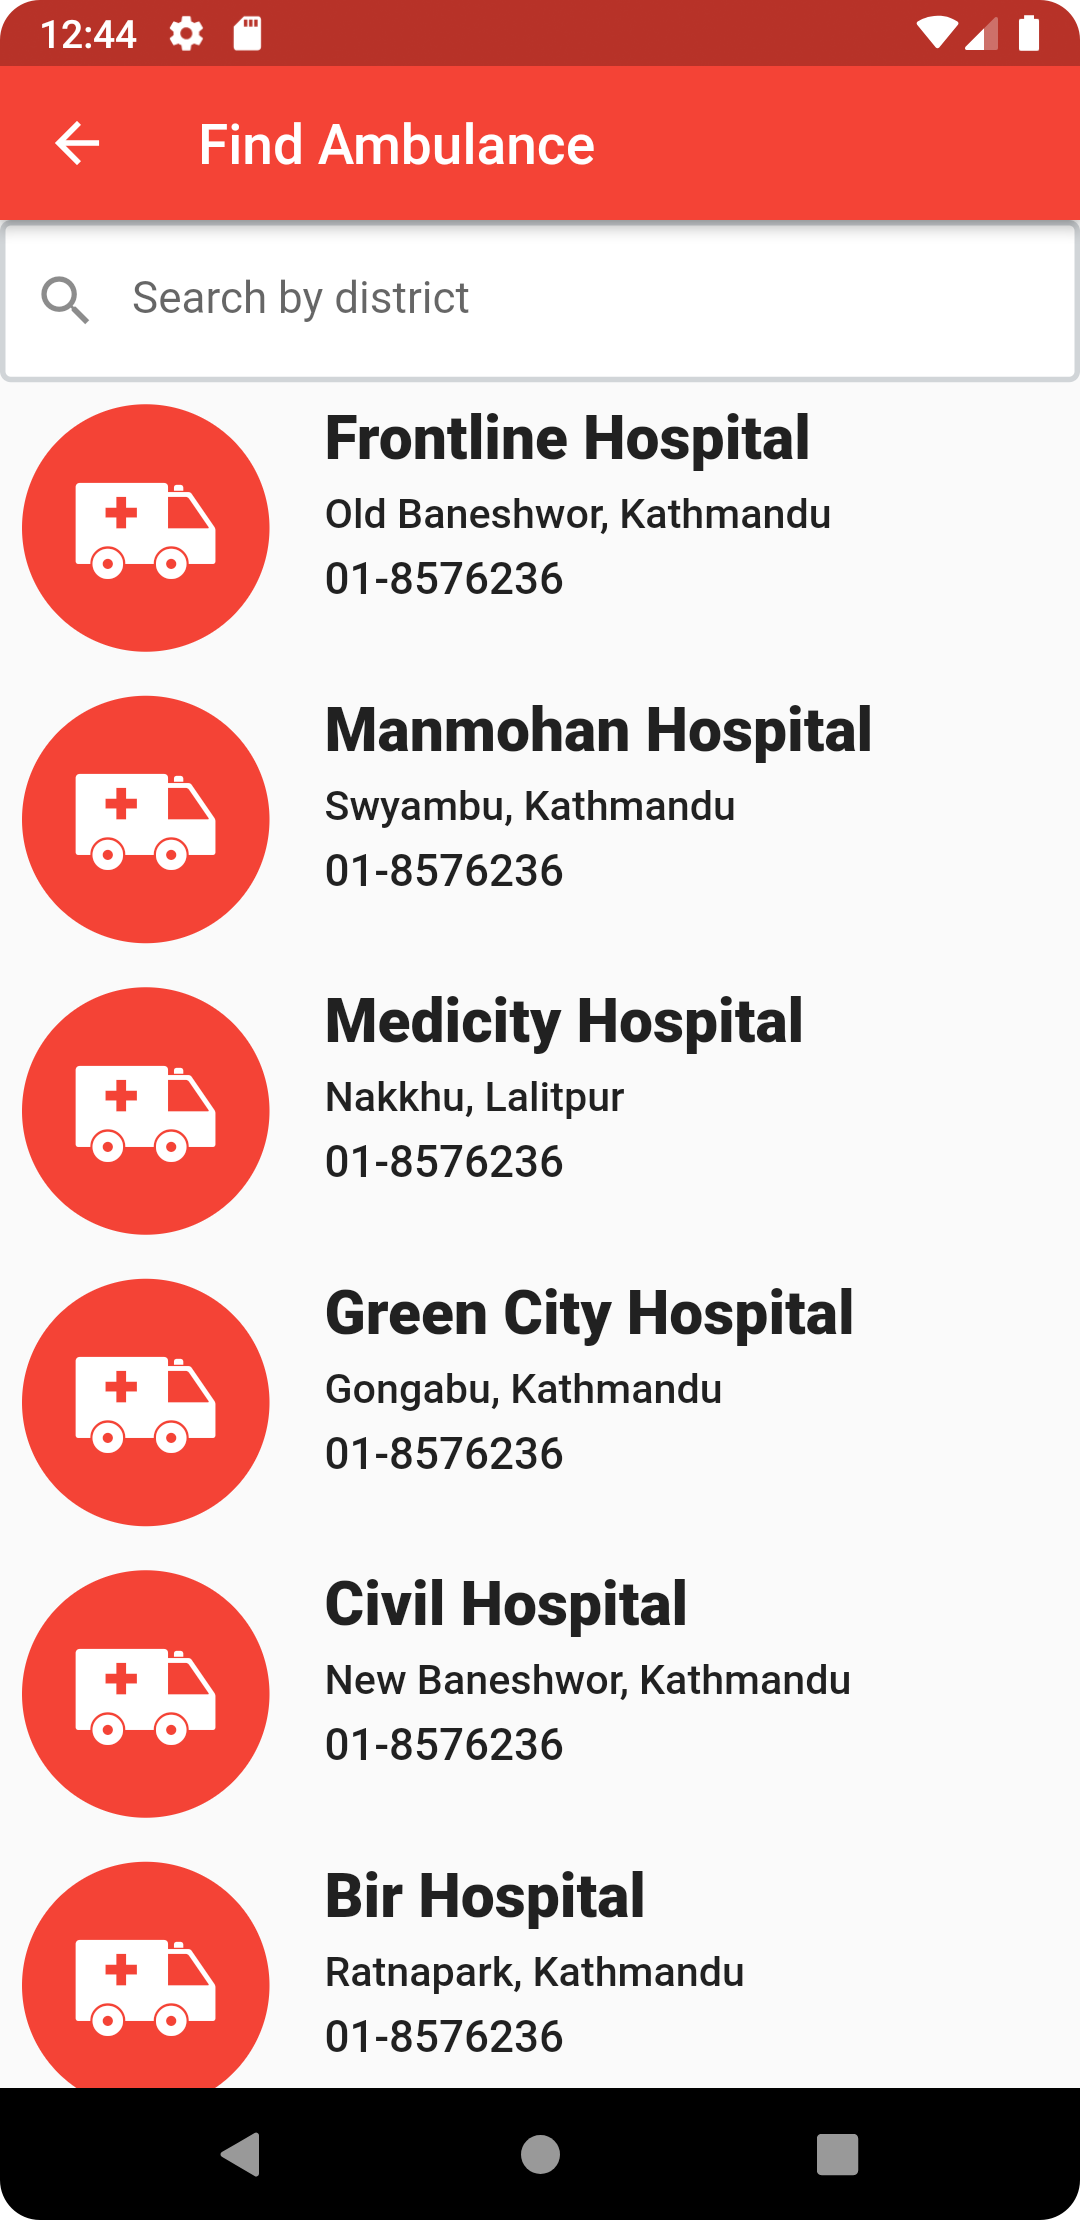 12:44
Find Ambulance
Search by district
Frontline Hospital
Old Baneshwor, Kathmandu
01-8576236
Manmohan Hospital
Swyambu, Kathmandu
01-8576236
Medicity Hospital
Nakkhu, Lalitpur
01-8576236
Green City Hospital
Gongabu, Kathmandu
01-8576236
Civil Hospital
New Baneshwor, Kathmandu
01-8576236
Bir Hospital
Ratnapark, Kathmandu
01-8576236